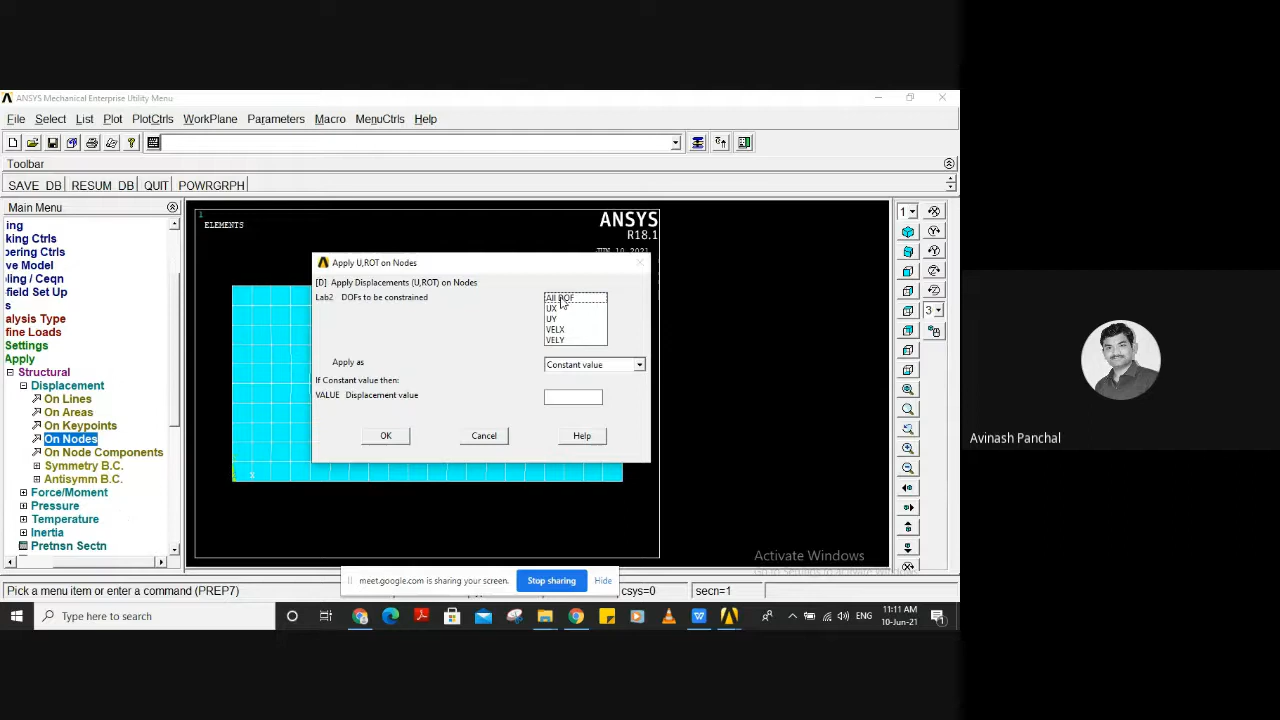 ANSYS Mechanical Enterprise Utility Menu
File Select List Plot PlotCtrls WorkPlane Parameters Macro MenuCtrls Help
Toolbar
SAVE_DB RESUM_DB QUIT POWRGRPH
Main Menu
ing
king Ctrls
bering Ctrls
ve Model
ling / Ceqn
field Set Up
s
alysis Type
fine Loads
Settings
Apply
Structural
Displacement
On Lines
On Areas
On Keypoints
On Nodes
On Node Components
Symmetry B.C.
Antisymm B.C.
Force/Moment
Pressure
Temperature
Inertia
Pretnsn Sectn
1
ELEMENTS
ANSYS
R18.1
JUN 10 2021
Apply U,ROT on Nodes
[D] Apply Displacements (U,ROT) on Nodes
Lab2 DOFs to be constrained
All DOF
UX
UY
VELX
VELY
Apply as
Constant value
If Constant value then:
VALUE Displacement value
OK Cancel Help
X
1
3
Avinash Panchal
Activate Windows
meet.google.com is sharing your screen. Stop sharing Hide
Pick a menu item or enter a command (PREP7)
csys=0
secn=1
Type here to search
ENG
11:11 AM
10-Jun-21
1